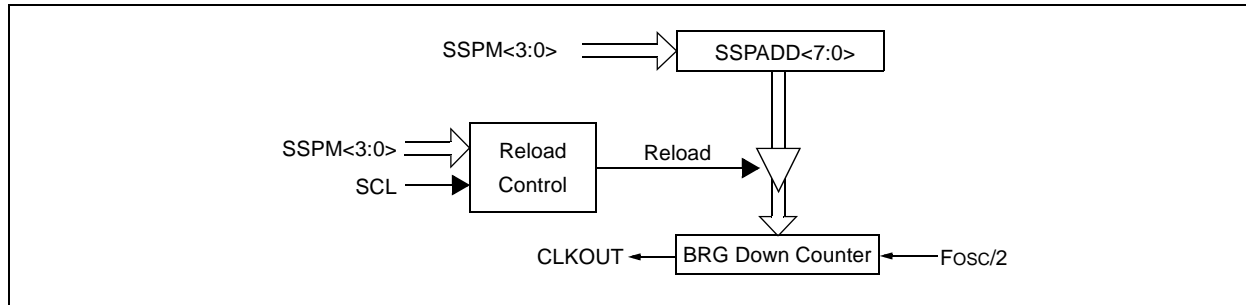 SSPM<3:0>
SSPADD<7:0>
SSPM<3:0>
SCL
Reload
Control
Reload
CLKOUT
BRG Down Counter
FOSC/2